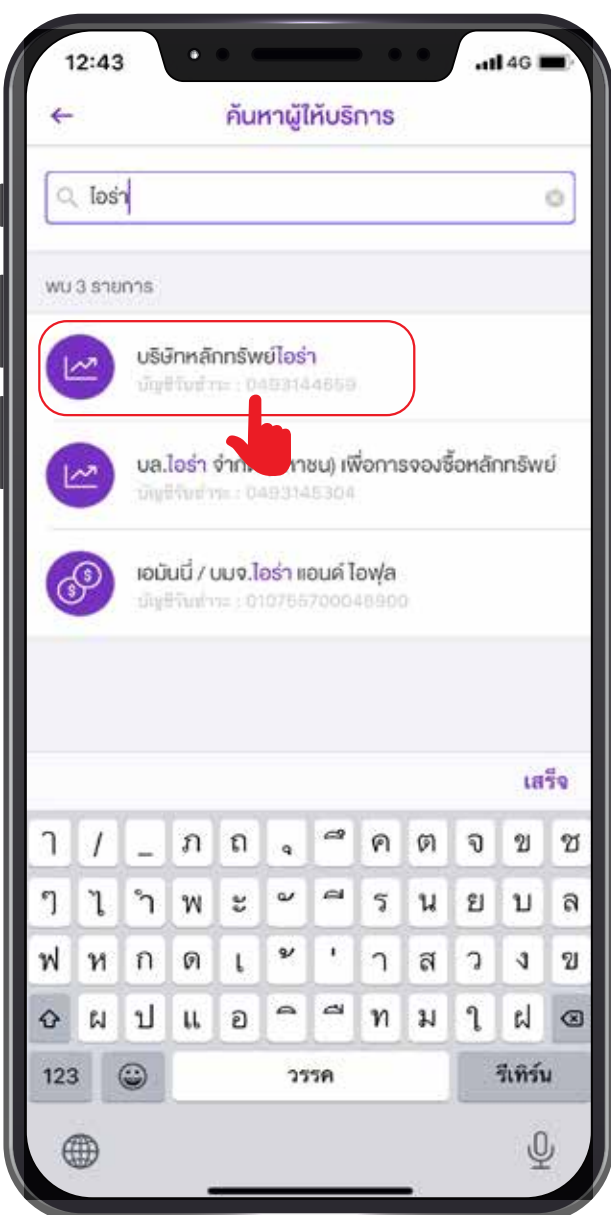 12:43
4G
ค้นหาผู้ให้บริการ
ไอร่า
พบ 3 รายการ
บริษัทหลักทรัพย์ไอร่า
บัญชีรับชำระ : 0493144659
บล.ไอร่า จำกั าชน) เพื่อการจองซื้อหลักทรัพย์
บัญชีรับชำระ : 0493145304
เอมันนี่ / บมจ.ไอร่า แอนด์ ไอฟุล
บัญชีรับชำระ :
เสร็จ
ๅ / _ ภ ถ ุ ึ ค ต จ ข ช
ๆ ไ ำ พ ะ ั ี ร น ย บ ล
ฟ ห ก ด เ ้ ่ า ส ว ง ฃ
ผ ป แ อ ิ ื ท ม ใ ฝ
123 วรรค รีเทิร์น